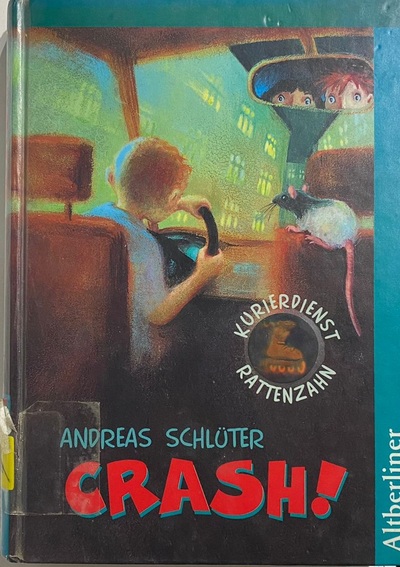 KURIERDIENST
RATTENZAHN
ANDREAS SCHLÜTER
CRASH!
Altberliner